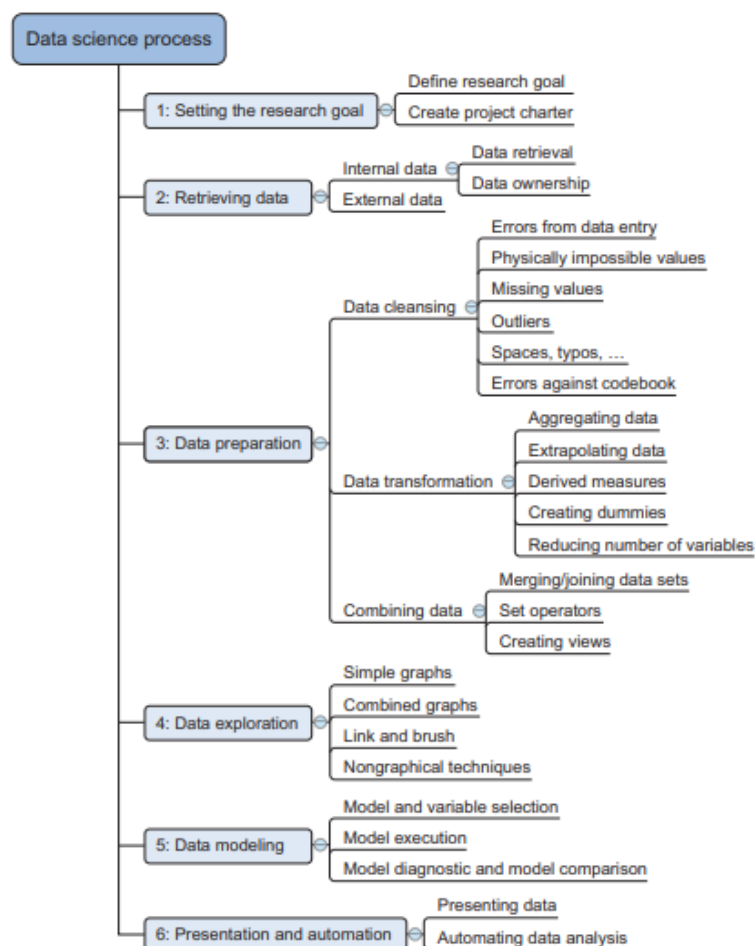 Data science process
1: Setting the research goal
Define research goal
Create project charter
2: Retrieving data
Internal data
Data retrieval
Data ownership
External data
3: Data preparation
Data cleansing
Errors from data entry
Physically impossible values
Missing values
Outliers
Spaces, typos, ...
Errors against codebook
Data transformation
Aggregating data
Extrapolating data
Derived measures
Creating dummies
Reducing number of variables
Combining data
Merging/joining data sets
Set operators
Creating views
4: Data exploration
Simple graphs
Combined graphs
Link and brush
Nongraphical techniques
5: Data modeling
Model and variable selection
Model execution
Model diagnostic and model comparison
6: Presentation and automation
Presenting data
Automating data analysis